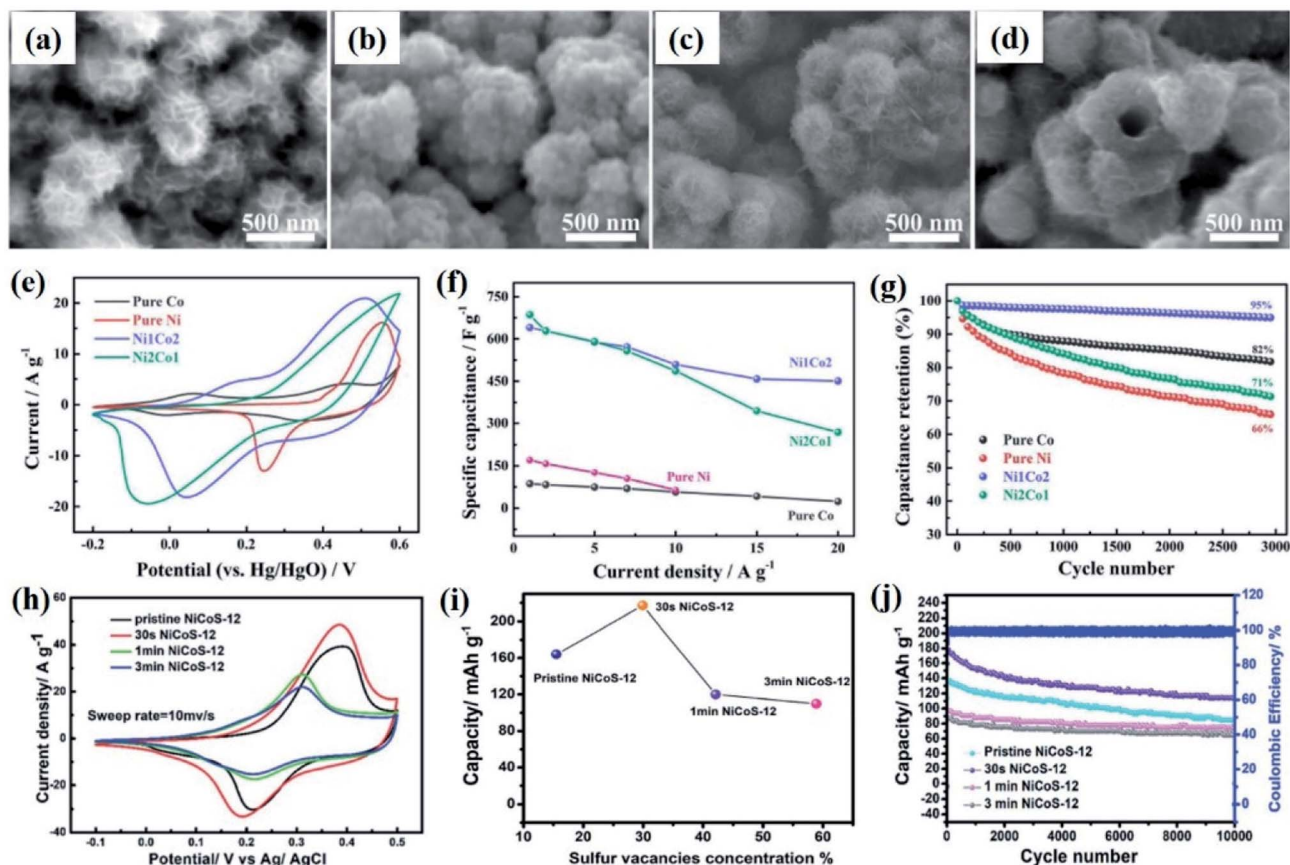 (a)
500 nm
(b)
500 nm
(c)
500 nm
(d)
500 nm
(e)
Pure Co
Pure Ni
Ni1Co2
Ni2Co1
Current / A g-1
20
10
0
-10
-20
-0.2 0.0 0.2 0.4 0.6
Potential (vs. Hg/HgO) / V
(f)
Specific capacitance / F g-1
750
600
450
300
150
0
Ni1Co2
Ni2Co1
Pure Ni
Pure Co
0 5 10 15 20
Current density / A g-1
(g)
Capacitance retention (%)
100
90
80
70
60
50
40
30
95%
82%
71%
66%
Pure Co
Pure Ni
Ni1Co2
Ni2Co1
0 500 1000 1500 2000 2500 3000
Cycle number
(h)
Current density/ A g-1
60
40
20
0
-20
-40
pristine NiCoS-12
30s NiCoS-12
1min NiCoS-12
3min NiCoS-12
Sweep rate=10mv/s
-0.1 0.0 0.1 0.2 0.3 0.4 0.5
Potential/ V vs Ag/ AgCl
(i)
Capacity/ mAh g-1
200
160
120
80
40
0
30s NiCoS-12
Pristine NiCoS-12
1min NiCoS-12
3min NiCoS-12
10 20 30 40 50 60
Sulfur vacancies concentration %
(j)
Capacity/ mAh g-1
240
220
200
180
160
140
120
100
80
60
40
20
0
-20
-40
Pristine NiCoS-12
30s NiCoS-12
1 min NiCoS-12
3 min NiCoS-12
0 2000 4000 6000 8000 10000
Cycle number
120
100
80
60
40
20
0
Coulombic Efficiency/ %